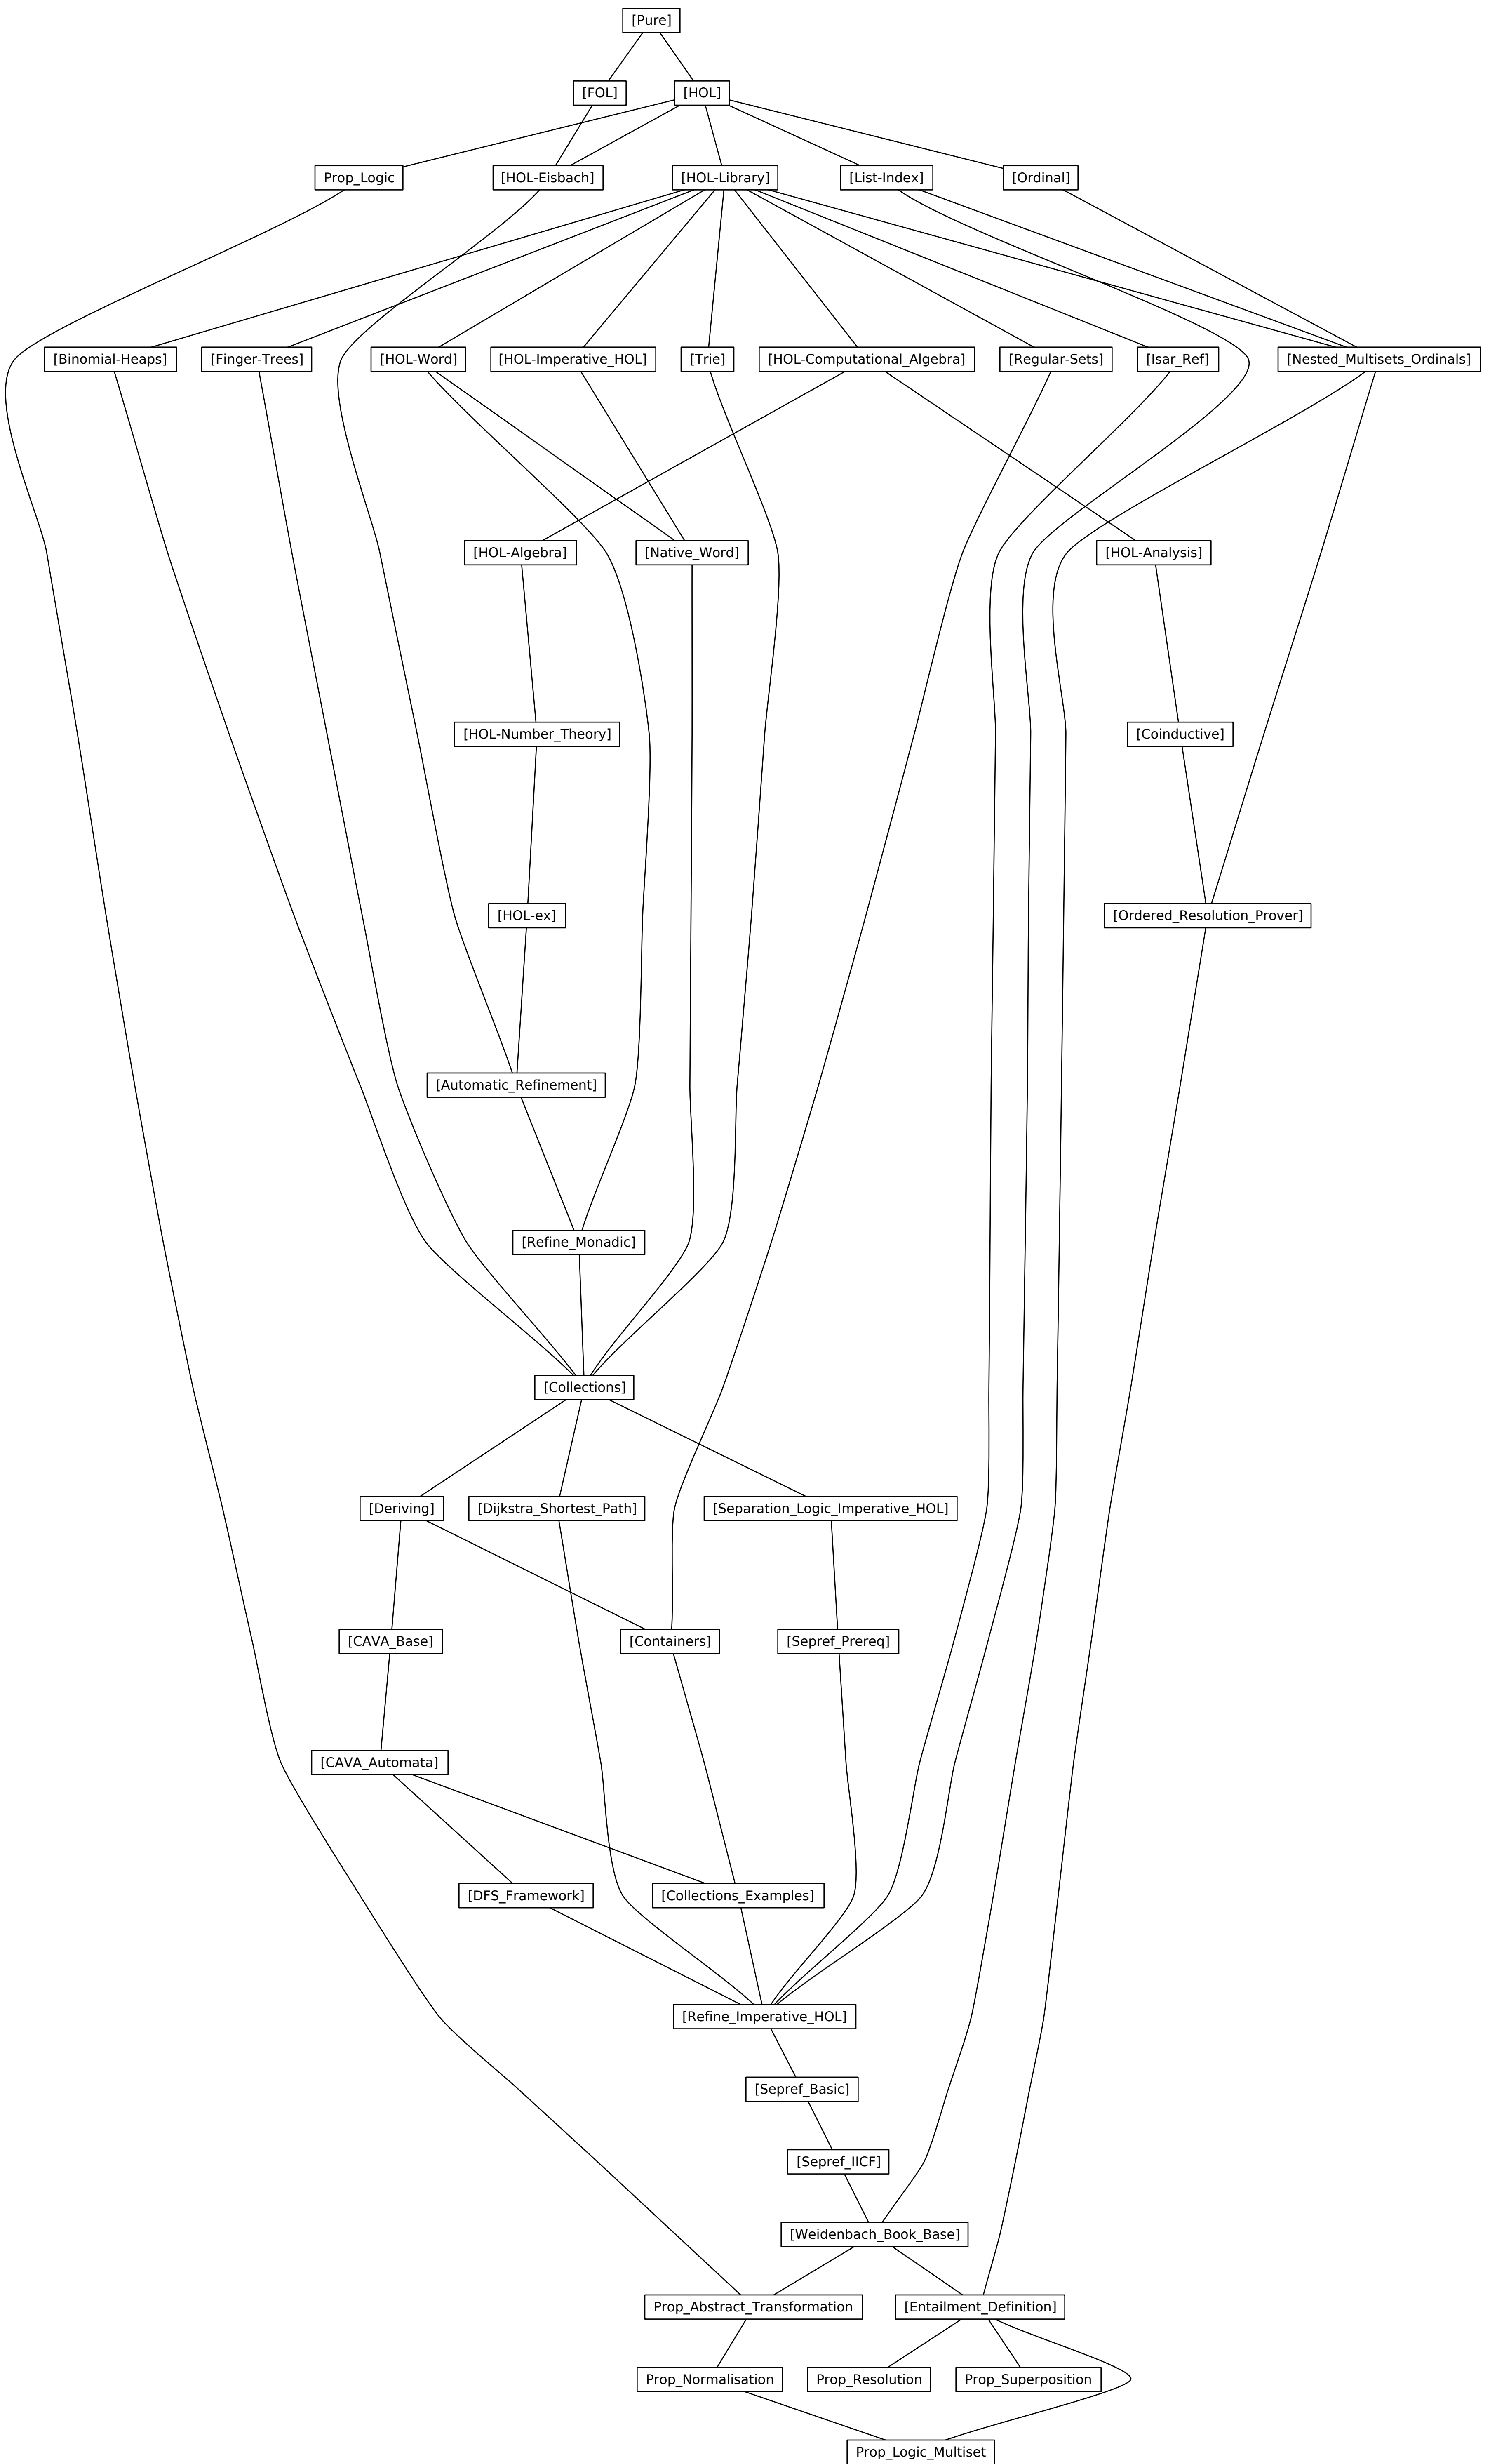 [Pure]
[FOL]
[HOL]
Prop_Logic
[HOL-Eisbach]
[HOL-Library]
[List-Index]
[Ordinal]
[Binomial-Heaps]
[Finger-Trees]
[HOL-Word]
[HOL-Imperative_HOL]
[Trie]
[HOL-Computational_Algebra]
[Regular-Sets]
[Isar_Ref]
[Nested_Multisets_Ordinals]
[HOL-Algebra]
[Native_Word]
[HOL-Analysis]
[HOL-Number_Theory]
[Coinductive]
[HOL-ex]
[Ordered_Resolution_Prover]
[Automatic_Refinement]
[Refine_Monadic]
[Collections]
[Deriving]
[Dijkstra_Shortest_Path]
[Separation_Logic_Imperative_HOL]
[CAVA_Base]
[Containers]
[Sepref_Prereq]
[CAVA_Automata]
[DFS_Framework]
[Collections_Examples]
[Refine_Imperative_HOL]
[Sepref_Basic]
[Sepref_IICF]
[Weidenbach_Book_Base]
Prop_Abstract_Transformation
[Entailment_Definition]
Prop_Normalisation
Prop_Resolution
Prop_Superposition
Prop_Logic_Multiset